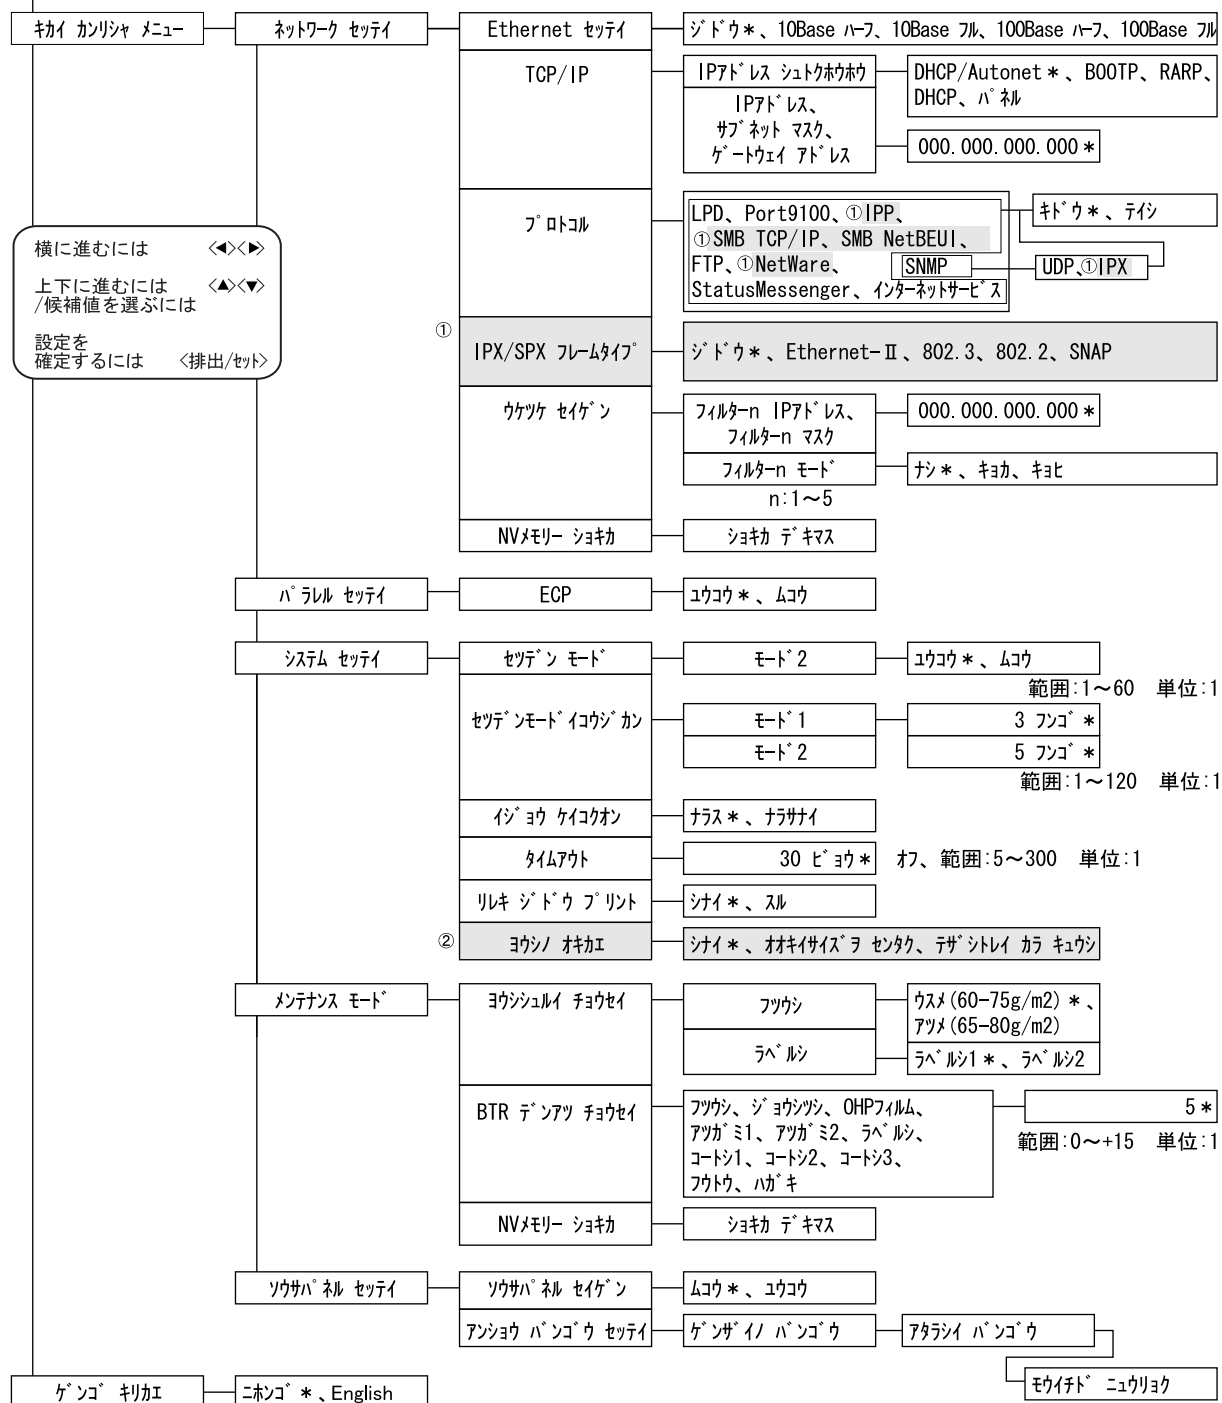 ｷｶｲ ｶﾝﾘｼｬ ﾒﾆｭｰ
ﾈｯﾄﾜｰｸ ｾｯﾃｲ
Ethernet ｾｯﾃｲ
ｼﾞﾄﾞｳ*、10Base ﾊｰﾌ、10Base ﾌﾙ、100Base ﾊｰﾌ、100Base ﾌﾙ
TCP/IP
IPｱﾄﾞﾚｽ ｼｭﾄｸﾎｳﾎｳ
DHCP/Autonet*、BOOTP、RARP、
DHCP、ﾊﾟﾈﾙ
IPｱﾄﾞﾚｽ、
ｻﾌﾞﾈｯﾄ ﾏｽｸ、
ｹﾞｰﾄｳｪｲ ｱﾄﾞﾚｽ
000.000.000.000*
ﾌﾟﾛﾄｺﾙ
LPD、Port9100、①IPP、
①SMB TCP/IP、SMB NetBEUI、
FTP、①NetWare、
SNMP
StatusMessenger、ｲﾝﾀｰﾈｯﾄｻｰﾋﾞｽ
ｷﾄﾞｳ*、ﾃｲｼ
UDP、①IPX
横に進むには 〈◀〉〈▶〉
上下に進むには 〈▲〉〈▼〉
/候補値を選ぶには
設定を
確定するには 〈排出/ｾｯﾄ〉
①
IPX/SPX ﾌﾚｰﾑﾀｲﾌﾟ
ｼﾞﾄﾞｳ*、Ethernet-Ⅱ、802.3、802.2、SNAP
ｳｹﾂｹ ｾｲｹﾞﾝ
ﾌｨﾙﾀｰn IPｱﾄﾞﾚｽ、
ﾌｨﾙﾀｰn ﾏｽｸ
000.000.000.000*
ﾌｨﾙﾀｰn ﾓｰﾄﾞ
ﾅｼ*、ｷｮｶ、ｷｮﾋ
n:1～5
NVﾒﾓﾘｰ ｼｮｷｶ
ｼｮｷｶ ﾃﾞｷﾏｽ
ﾊﾟﾗﾚﾙ ｾｯﾃｲ
ECP
ﾕｳｺｳ*、ﾑｺｳ
ｼｽﾃﾑ ｾｯﾃｲ
ｾﾂﾃﾞﾝ ﾓｰﾄﾞ
ﾓｰﾄﾞ2
ﾕｳｺｳ*、ﾑｺｳ
範囲:1～60 単位:1
ｾﾂﾃﾞﾝﾓｰﾄﾞｲｺｳｼﾞｶﾝ
ﾓｰﾄﾞ1
3 ﾌﾝｺﾞ*
ﾓｰﾄﾞ2
5 ﾌﾝｺﾞ*
範囲:1～120 単位:1
ｲｼﾞｮｳ ｹｲｺｸｵﾝ
ﾅﾗｽ*、ﾅﾗｻﾅｲ
ﾀｲﾑｱｳﾄ
30 ﾋﾞｮｳ*
ｵﾌ、範囲:5～300 単位:1
ﾘﾚｷ ｼﾞﾄﾞｳ ﾌﾟﾘﾝﾄ
ｼﾅｲ*、ｽﾙ
②
ﾖｳｼﾉ ｵｷｶｴ
ｼﾅｲ*、ｵｵｷｲｻｲｽﾞｦ ｾﾝﾀｸ、ﾃｻﾞｼﾄﾚｲ ｶﾗ ｷｭｳｼ
ﾒﾝﾃﾅﾝｽ ﾓｰﾄﾞ
ﾖｳｼｼｭﾙｲ ﾁｮｳｾｲ
ﾌﾂｳｼ
ｳｽﾒ(60-75g/m2)*、
ｱﾂﾒ(65-80g/m2)
ﾗﾍﾞﾙｼ
ﾗﾍﾞﾙｼ1*、ﾗﾍﾞﾙｼ2
BTR ﾃﾞﾝｱﾂ ﾁｮｳｾｲ
ﾌﾂｳｼ、ｼﾞｮｳｼﾂｼ、OHPﾌｨﾙﾑ、
ｱﾂｶﾞﾐ1、ｱﾂｶﾞﾐ2、ﾗﾍﾞﾙｼ、
ｺｰﾄｼ1、ｺｰﾄｼ2、ｺｰﾄｼ3、
ﾌｳﾄｳ、ﾊｶﾞｷ
5*
範囲:0～+15 単位:1
NVﾒﾓﾘｰ ｼｮｷｶ
ｼｮｷｶ ﾃﾞｷﾏｽ
ｿｳｻﾊﾟﾈﾙ ｾｯﾃｲ
ｿｳｻﾊﾟﾈﾙ ｾｲｹﾞﾝ
ﾑｺｳ*、ﾕｳｺｳ
ｱﾝｼｮｳ ﾊﾞﾝｺﾞｳ ｾｯﾃｲ
ｹﾞﾝｻﾞｲﾉ ﾊﾞﾝｺﾞｳ
ｱﾀﾗｼｲ ﾊﾞﾝｺﾞｳ
ﾓｳｲﾁﾄﾞ ﾆｭｳﾘｮｸ
ｹﾞﾝｺﾞ ｷﾘｶｴ
ﾆﾎﾝｺﾞ*、English